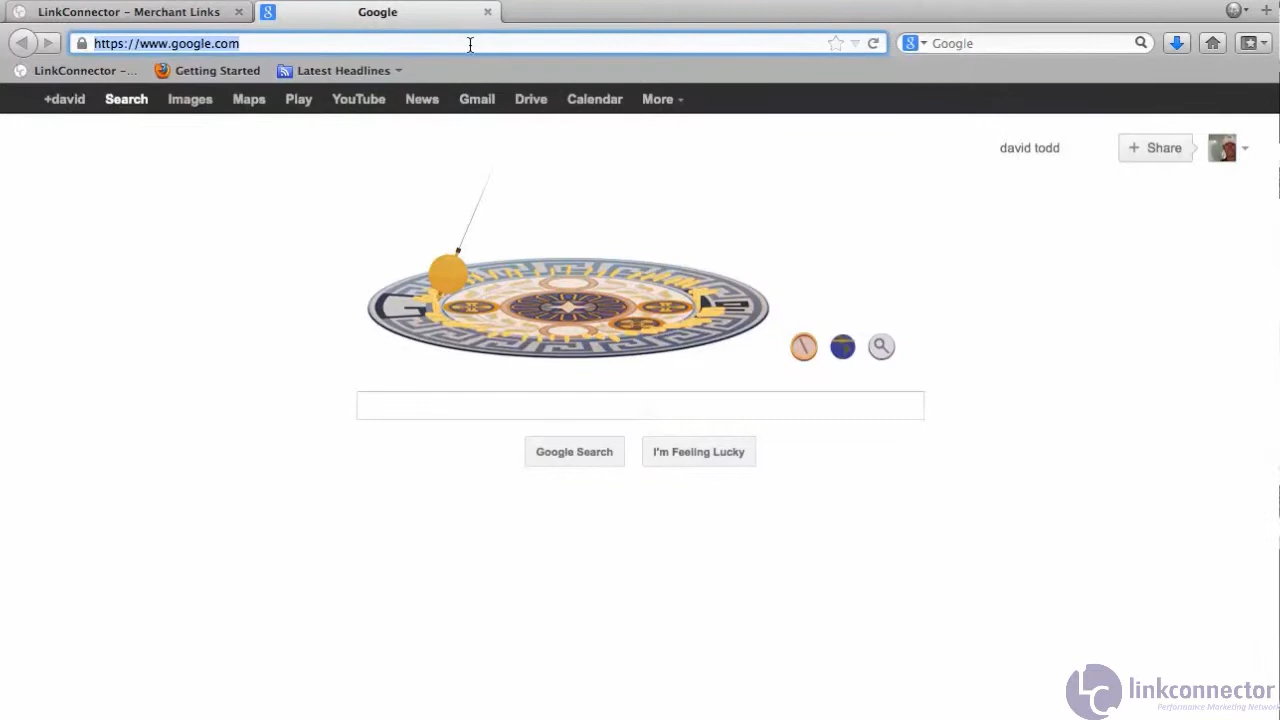 LinkConnector – Merchant Links
Google
https://www.google.com
Google
LinkConnector –...
Getting Started
Latest Headlines
+david Search Images Maps Play YouTube News Gmail Drive Calendar More
david todd
+ Share
Google Search
I'm Feeling Lucky
LC
linkconnector
Performance Marketing Network